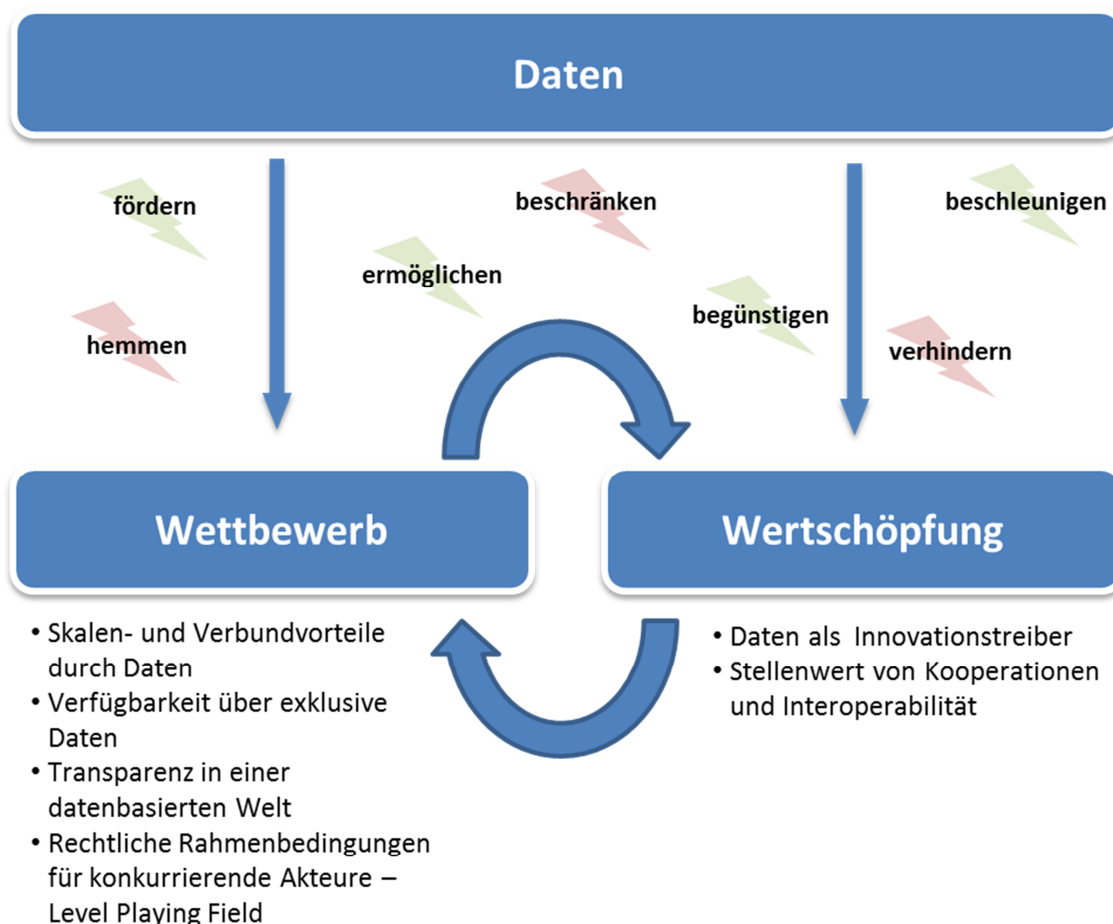 Daten
fördern
beschränken
beschleunigen
ermöglichen
begünstigen
hemmen
verhindern
Wettbewerb
Wertschöpfung
• Skalen- und Verbundvorteile
durch Daten
• Verfügbarkeit über exklusive
Daten
• Transparenz in einer
datenbasierten Welt
• Rechtliche Rahmenbedingungen
für konkurrierende Akteure –
Level Playing Field
• Daten als Innovationstreiber
• Stellenwert von Kooperationen
und Interoperabilität